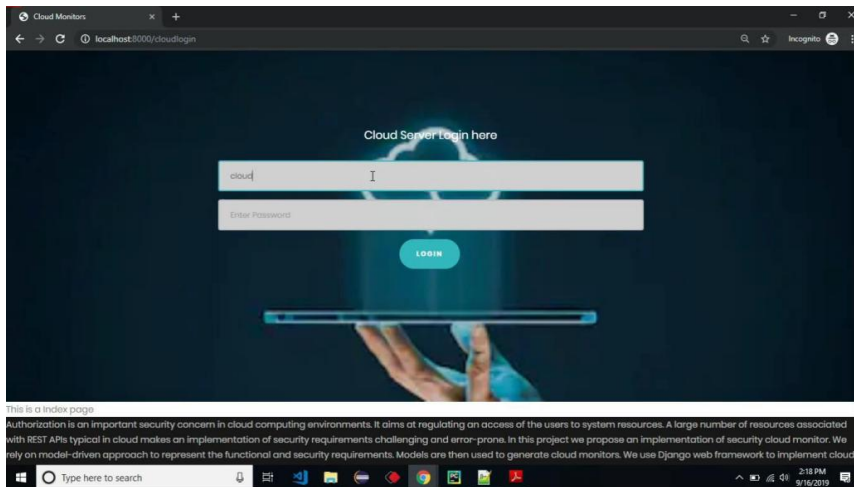 Cloud Monitors
localhost:8000/cloudlogin
Incognito
Cloud Server Login here
cloud
Enter Password
LOGIN
This is a Index page
Authorization is an important security concern in cloud computing environments. It aims at regulating an access of the users to system resources. A large number of resources associated
with REST APIs typical in cloud makes an implementation of security requirements challenging and error-prone. In this project we propose an implementation of security cloud monitor. We
rely on model-driven approach to represent the functional and security requirements. Models are then used to generate cloud monitors. We use Django web framework to implement cloud
Type here to search
2:18 PM
9/16/2019